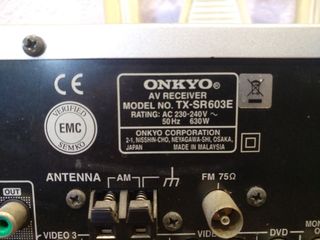 ONKYO®
AV RECEIVER
MODEL NO. TX-SR603E
RATING: AC 230-240V ~
50Hz 630W
ONKYO CORPORATION
2-1, NISSHIN-CHO, NEYAGAWA-SHI, OSAKA,
JAPAN MADE IN MALAYSIA
CE
VERIFIED
EMC
SEMKO
ANTENNA
AM
FM 75Ω
OUT
VIDEO 3
DVD